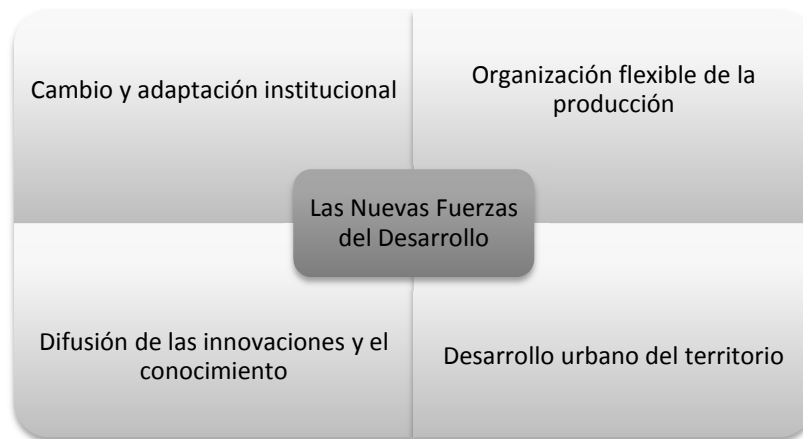 Cambio y adaptación institucional
Organización flexible de la
producción
Las Nuevas Fuerzas
del Desarrollo
Difusión de las innovaciones y el
conocimiento
Desarrollo urbano del territorio